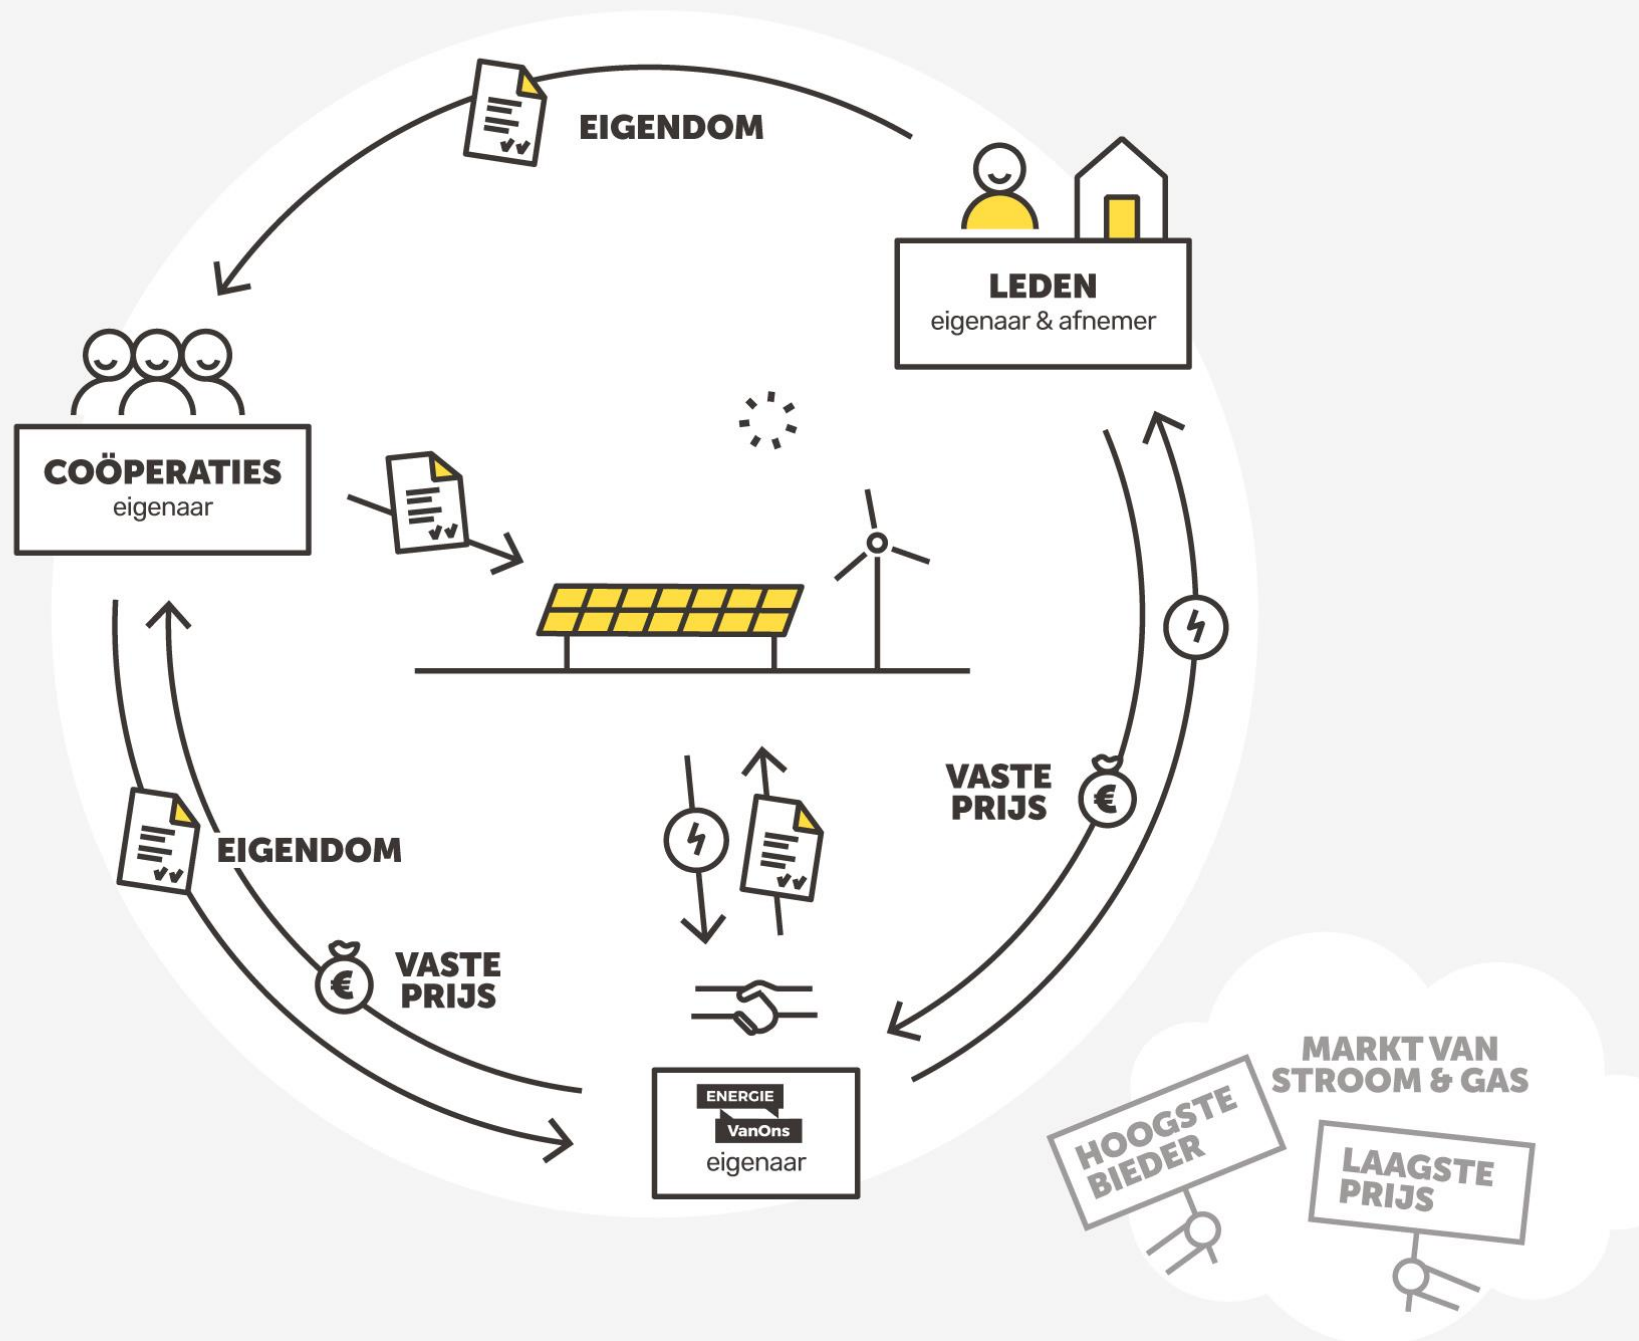 EIGENDOM
LEDEN
eigenaar & afnemer
COÖPERATIES
eigenaar
VASTE
PRIJS
€
EIGENDOM
VASTE
PRIJS
€
ENERGIE
VanOns
eigenaar
MARKT VAN
STROOM & GAS
HOOGSTE
BIEDER
LAAGSTE
PRIJS